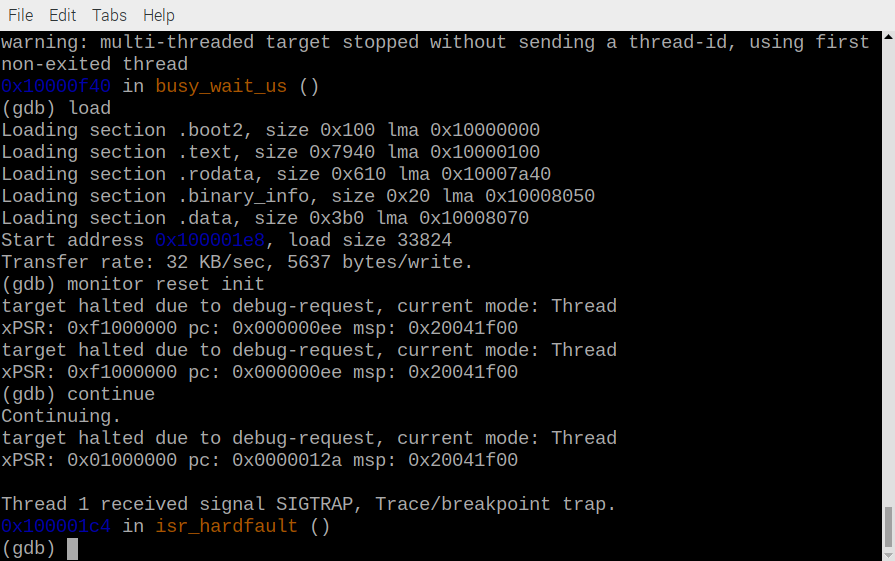 File Edit Tabs Help
warning: multi-threaded target stopped without sending a thread-id, using first
non-exited thread
0x10000f40 in busy_wait_us ()
(gdb) load
Loading section .boot2, size 0x100 lma 0x10000000
Loading section .text, size 0x7940 lma 0x10000100
Loading section .rodata, size 0x610 lma 0x10007a40
Loading section .binary_info, size 0x20 lma 0x10008050
Loading section .data, size 0x3b0 lma 0x10008070
Start address 0x100001e8, load size 33824
Transfer rate: 32 KB/sec, 5637 bytes/write.
(gdb) monitor reset init
target halted due to debug-request, current mode: Thread
xPSR: 0xf1000000 pc: 0x000000ee msp: 0x20041f00
target halted due to debug-request, current mode: Thread
xPSR: 0xf1000000 pc: 0x000000ee msp: 0x20041f00
(gdb) continue
Continuing.
target halted due to debug-request, current mode: Thread
xPSR: 0x01000000 pc: 0x0000012a msp: 0x20041f00
Thread 1 received signal SIGTRAP, Trace/breakpoint trap.
0x100001c4 in isr_hardfault ()
(gdb)